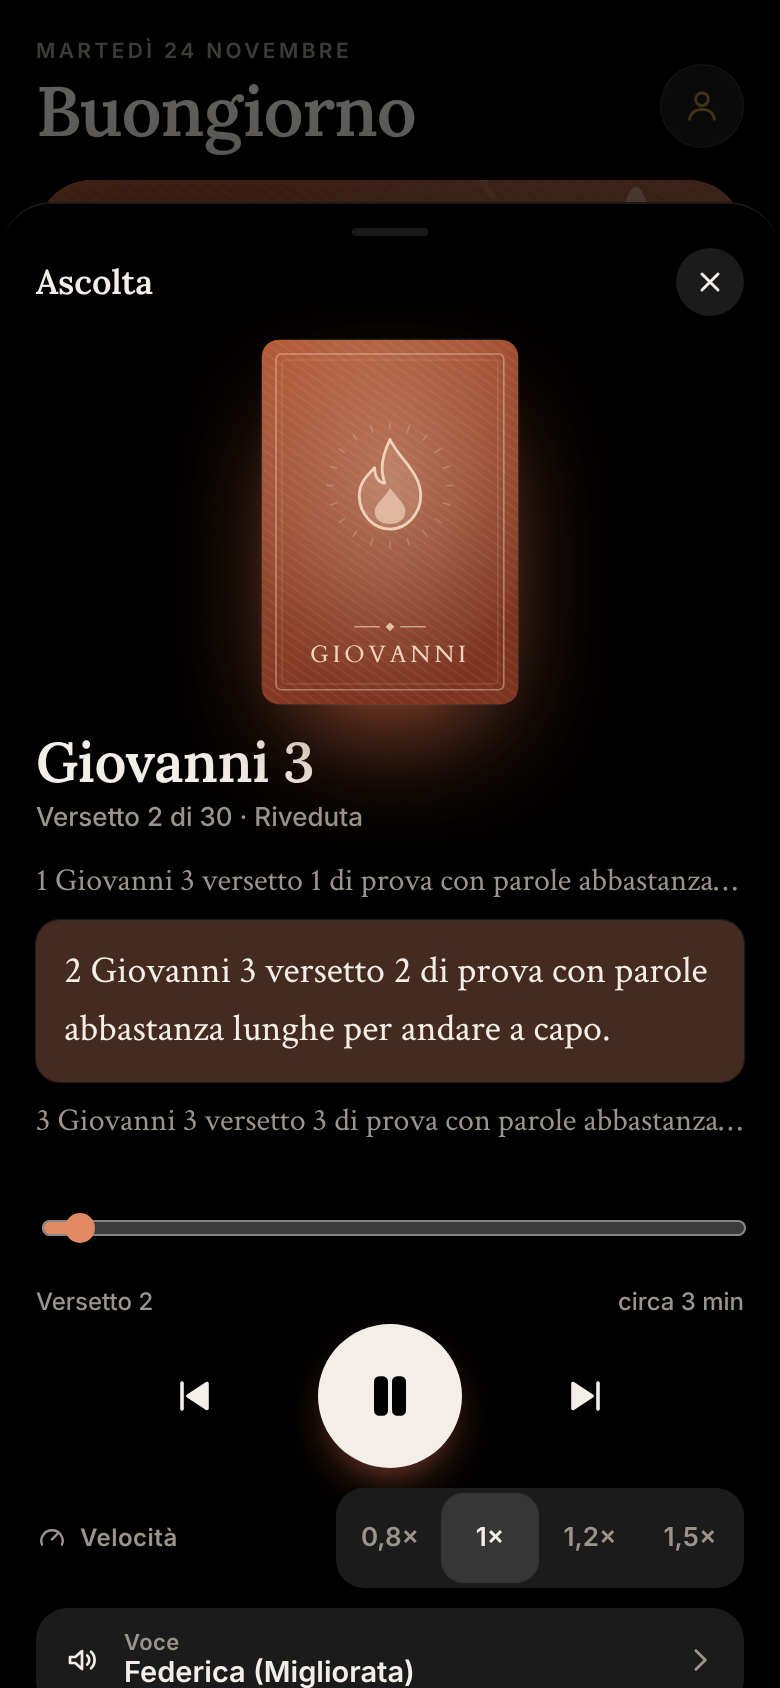 MARTEDÌ 24 NOVEMBRE
Buongiorno
Ascolta
GIOVANNI
Giovanni 3
Versetto 2 di 30 · Riveduta
1 Giovanni 3 versetto 1 di prova con parole abbastanza...
2 Giovanni 3 versetto 2 di prova con parole
abbastanza lunghe per andare a capo.
3 Giovanni 3 versetto 3 di prova con parole abbastanza...
Versetto 2
circa 3 min
Velocità
0,8×
1×
1,2×
1,5×
Voce
Federica (Migliorata)